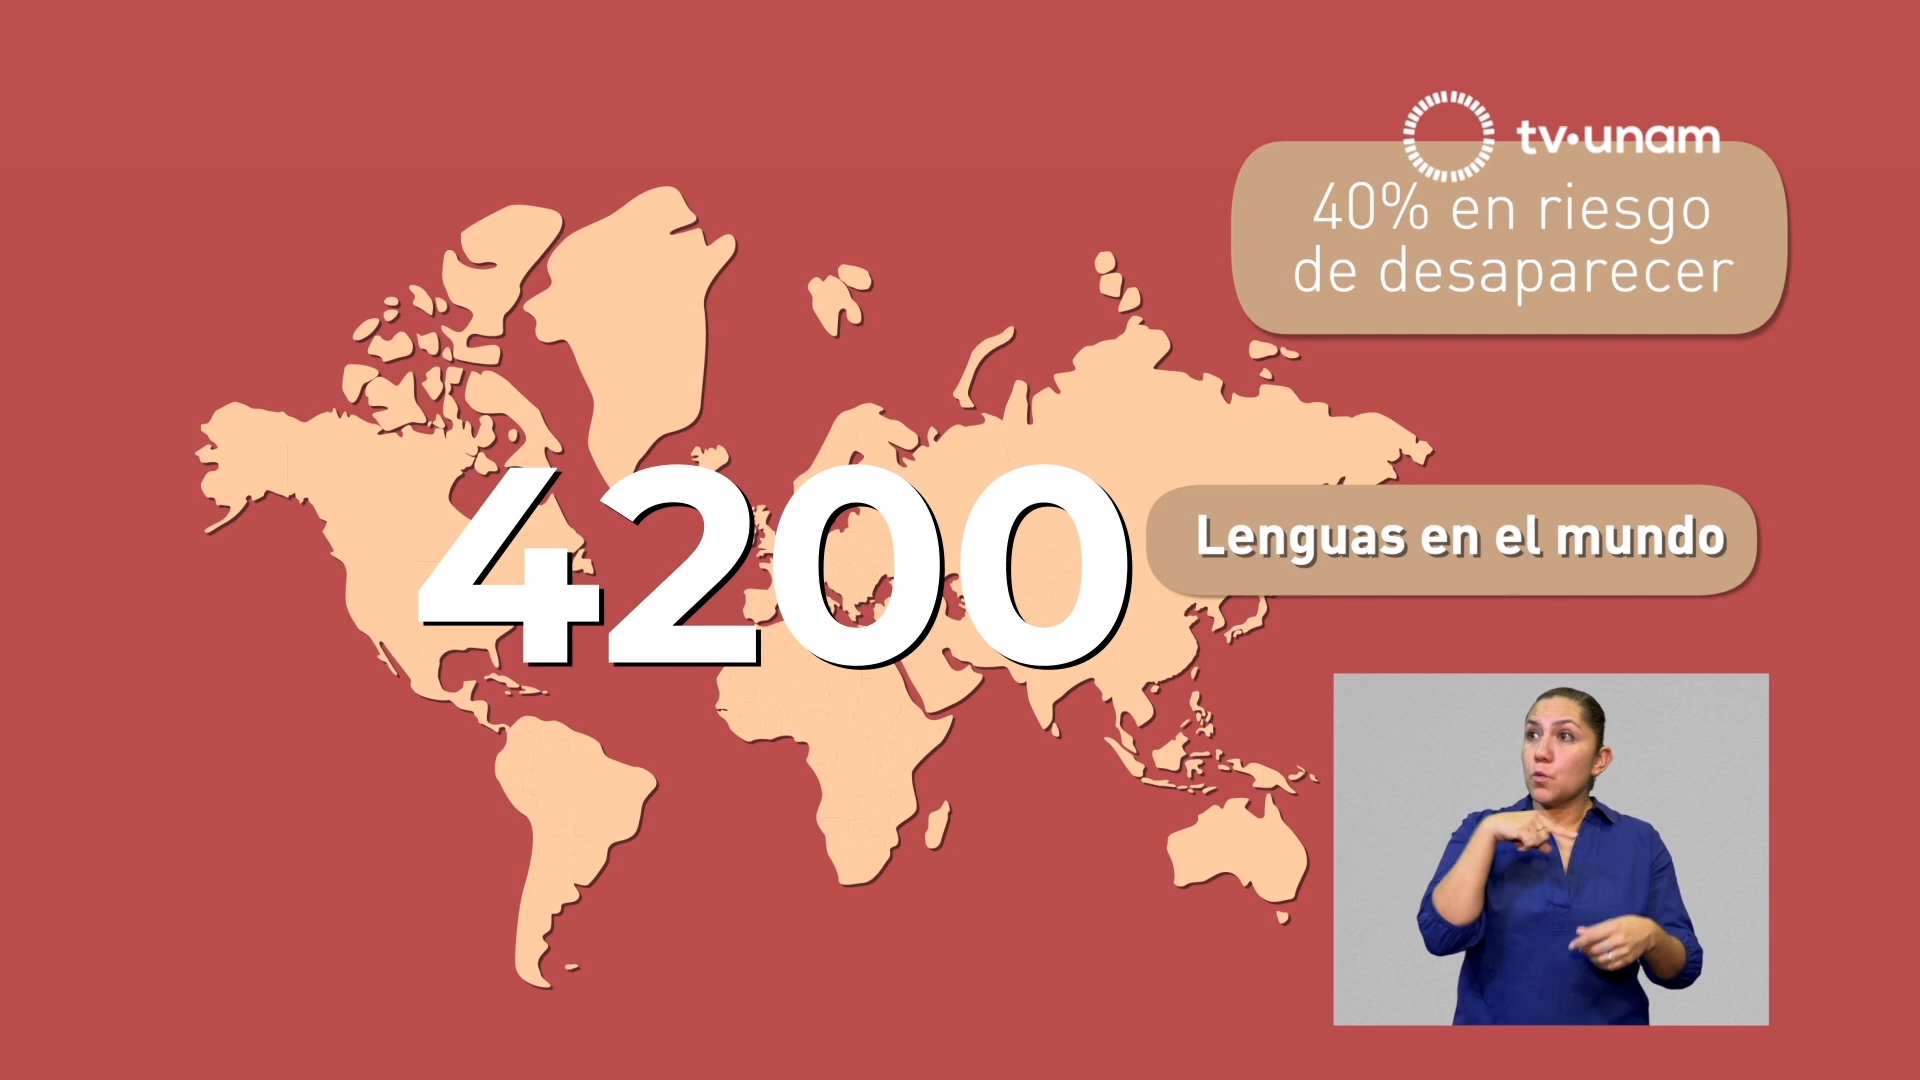 tv·unam
40% en riesgo
de desaparecer
4200
Lenguas en el mundo